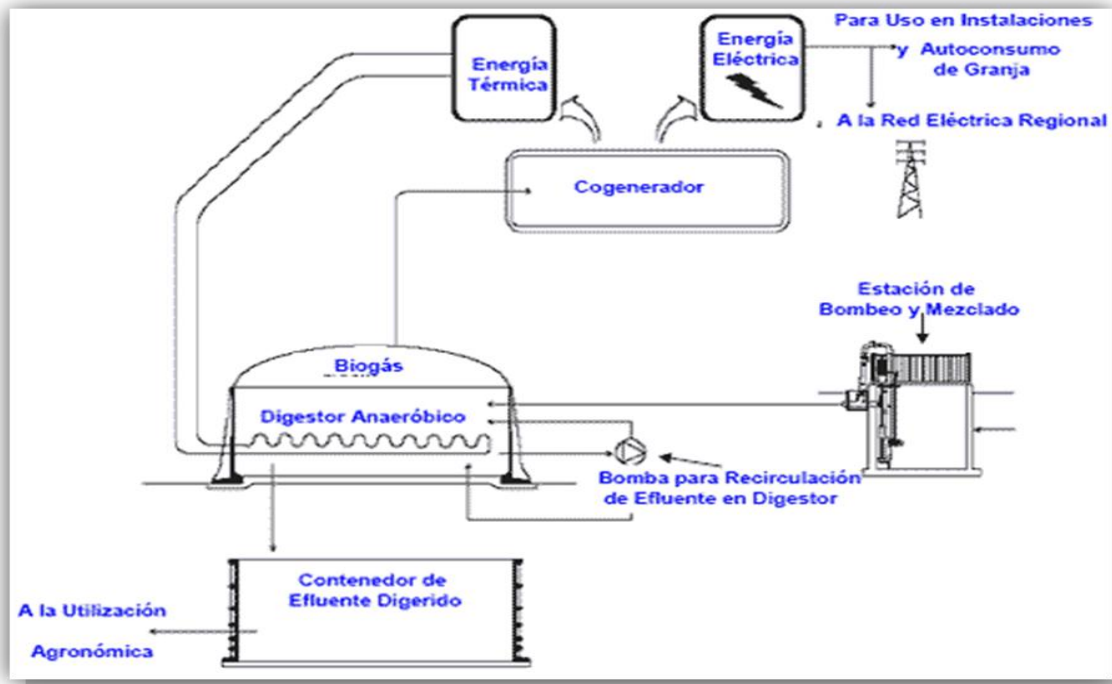 Para Uso en Instalaciones
y Autoconsumo
de Granja
Energía
Eléctrica
Energía
Térmica
A la Red Eléctrica Regional
Cogenerador
Estación de
Bombeo y Mezclado
Biogás
Digestor Anaeróbico
Bomba para Recirculación
de Efluente en Digestor
Contenedor de
Efluente Digerido
A la Utilización
Agronómica